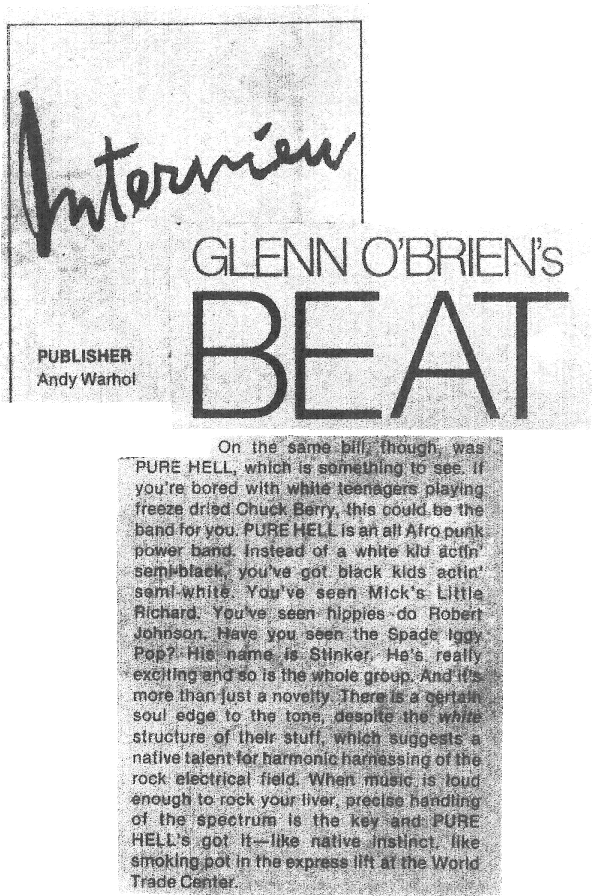 Interview
GLENN O'BRIEN's
BEAT
PUBLISHER
Andy Warhol
On the same bill, though, was
PURE HELL, which is something to see. If
you're bored with white teenagers playing
freeze dried Chuck Berry, this could be the
band for you. PURE HELL is an all Afro punk
power band. Instead of a white kid actin'
semi-black, you've got black kids actin'
semi-white. You've seen Mick's Little
Richard. You've seen hippies do Robert
Johnson. Have you seen the Spade Iggy
Pop? His name is Stinker. He's really
exciting and so is the whole group. And it's
more than just a novelty. There is a certain
soul edge to the tone, despite the white
structure of their stuff, which suggests a
native talent for harmonic harnessing of the
rock electrical field. When music is loud
enough to rock your liver, precise handling
of the spectrum is the key and PURE
HELL's got it—like native instinct, like
smoking pot in the express lift at the World
Trade Center.